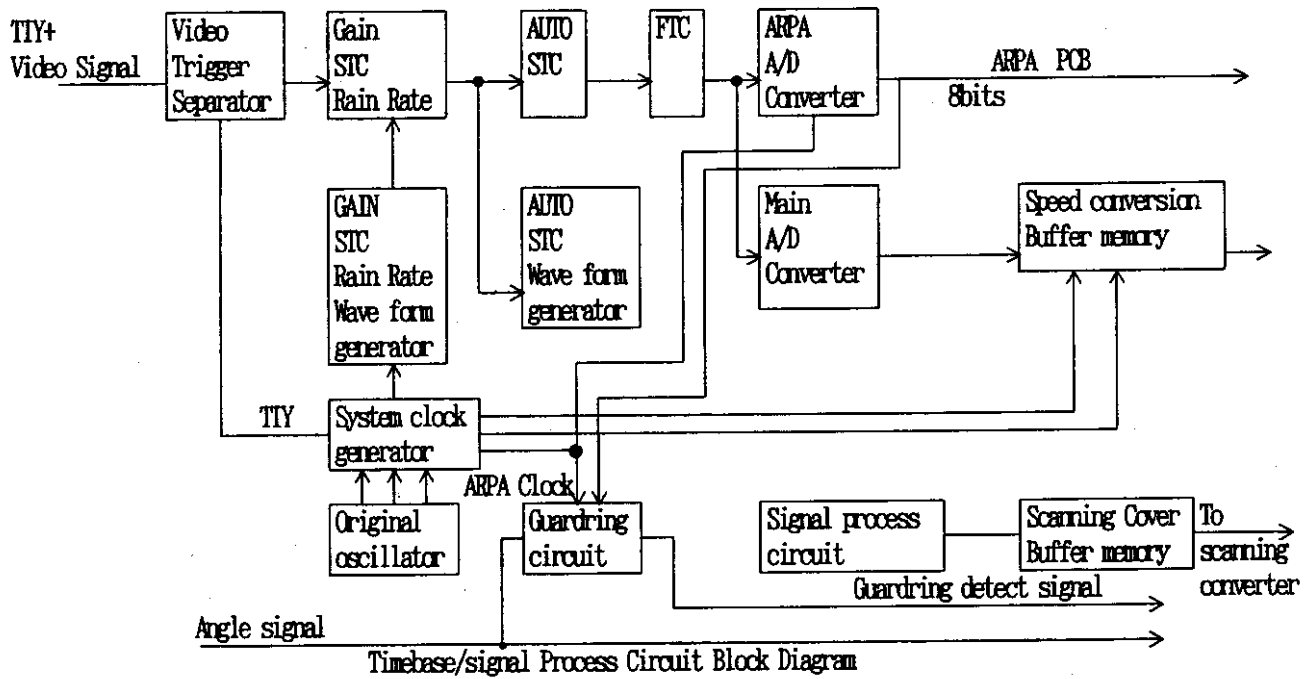 TIY+
Video Signal
Video
Trigger
Separator
Gain
STC
Rain Rate
AUTO
STC
FTC
ARPA
A/D
Converter
ARPA PCB
8bits
GAIN
STC
Rain Rate
Wave form
generator
AUTO
STC
Wave form
generator
Main
A/D
Converter
Speed conversion
Buffer memory
TIY
System clock
generator
ARPA Clock
Original
oscillator
Guardring
circuit
Signal process
circuit
Scanning Cover
Buffer memory
To
scanning
converter
Guardring detect signal
Angle signal
Timebase/signal Process Circuit Block Diagram